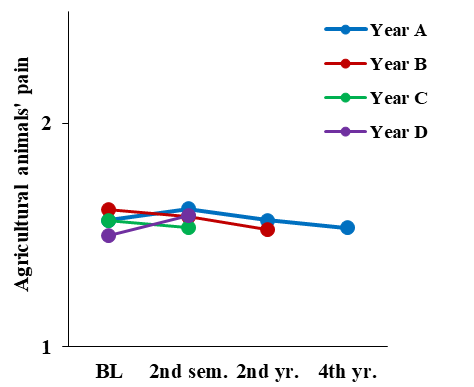 Year A
Year B
Year C
Year D
Agricultural animals' pain
2
1
BL 2nd sem. 2nd yr. 4th yr.